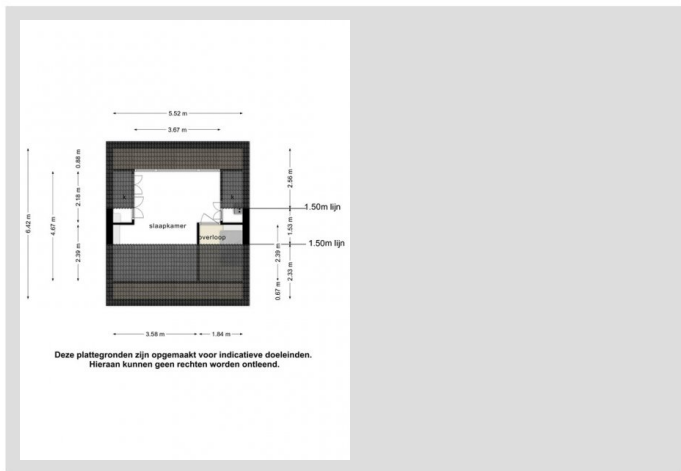 5.52 m
3.67 m
0.88 m
2.18 m
2.39 m
4.67 m
6.42 m
2.56 m
1.53 m
2.33 m
2.39 m
0.67 m
k
k
1.50m lijn
slaapkamer
overloop
1.50m lijn
3.58 m
1.84 m
Deze plattegronden zijn opgemaakt voor indicatieve doeleinden.
Hieraan kunnen geen rechten worden ontleend.